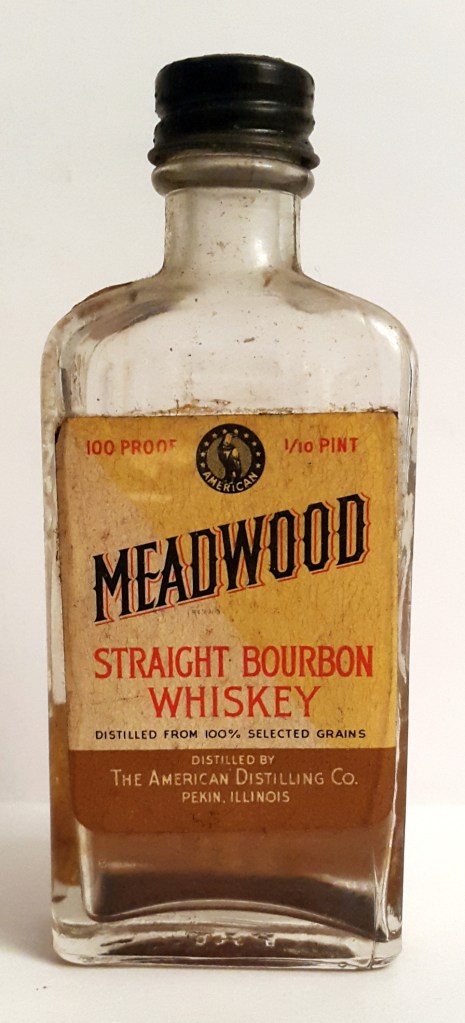 100 PROOF
1/10 PINT
AMERICAN
MEADWOOD
STRAIGHT BOURBON
WHISKEY
DISTILLED FROM 100% SELECTED GRAINS
DISTILLED BY
THE AMERICAN DISTILLING CO.
PEKIN, ILLINOIS